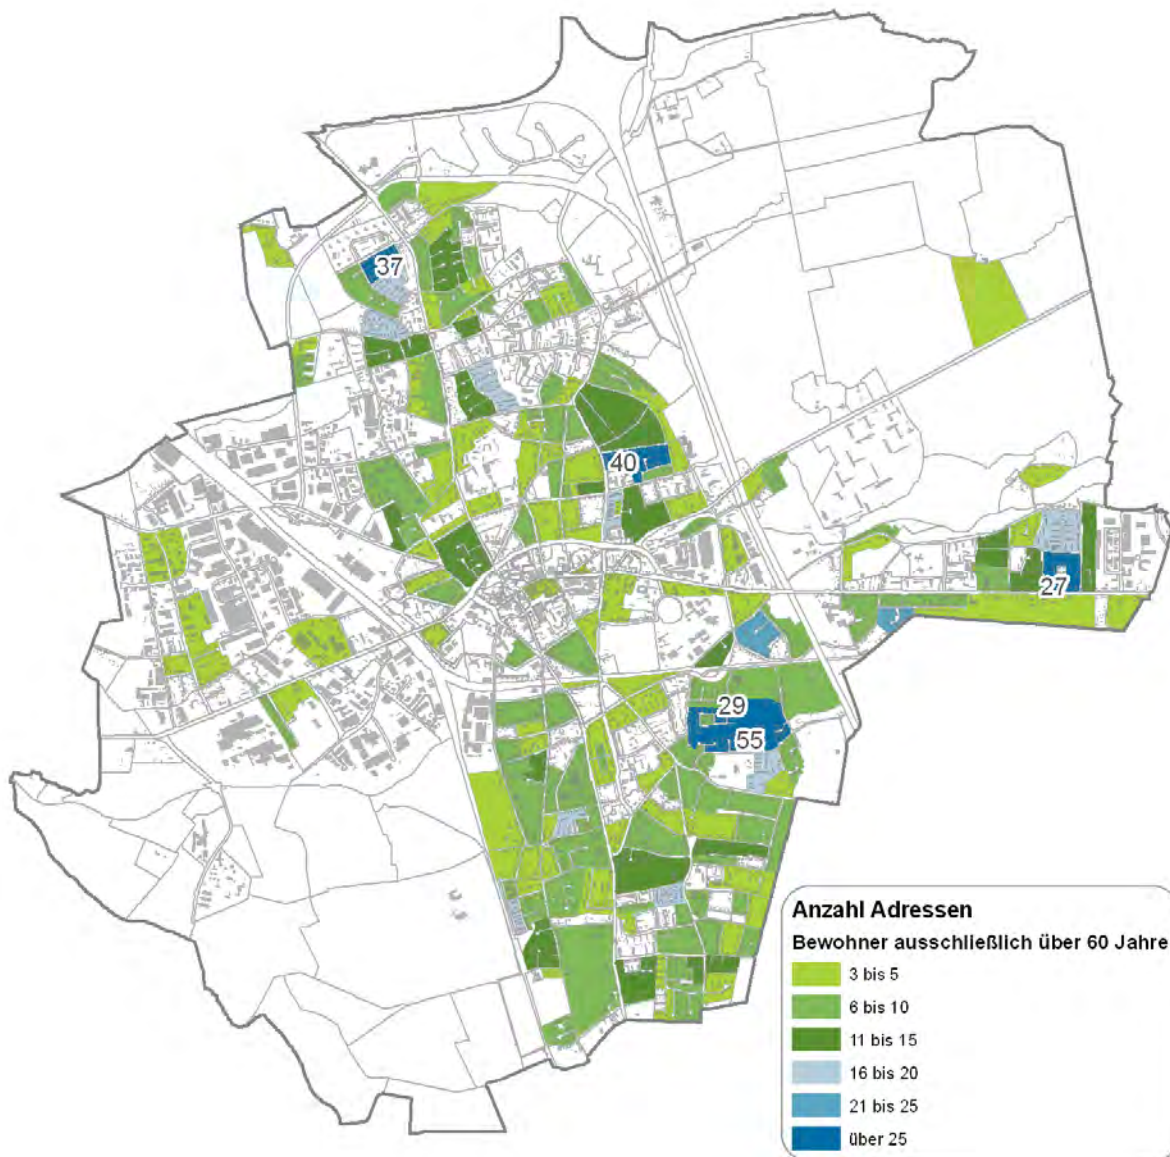 37
40
27
29
55
Anzahl Adressen
Bewohner ausschließlich über 60 Jahre
3 bis 5
6 bis 10
11 bis 15
16 bis 20
21 bis 25
über 25